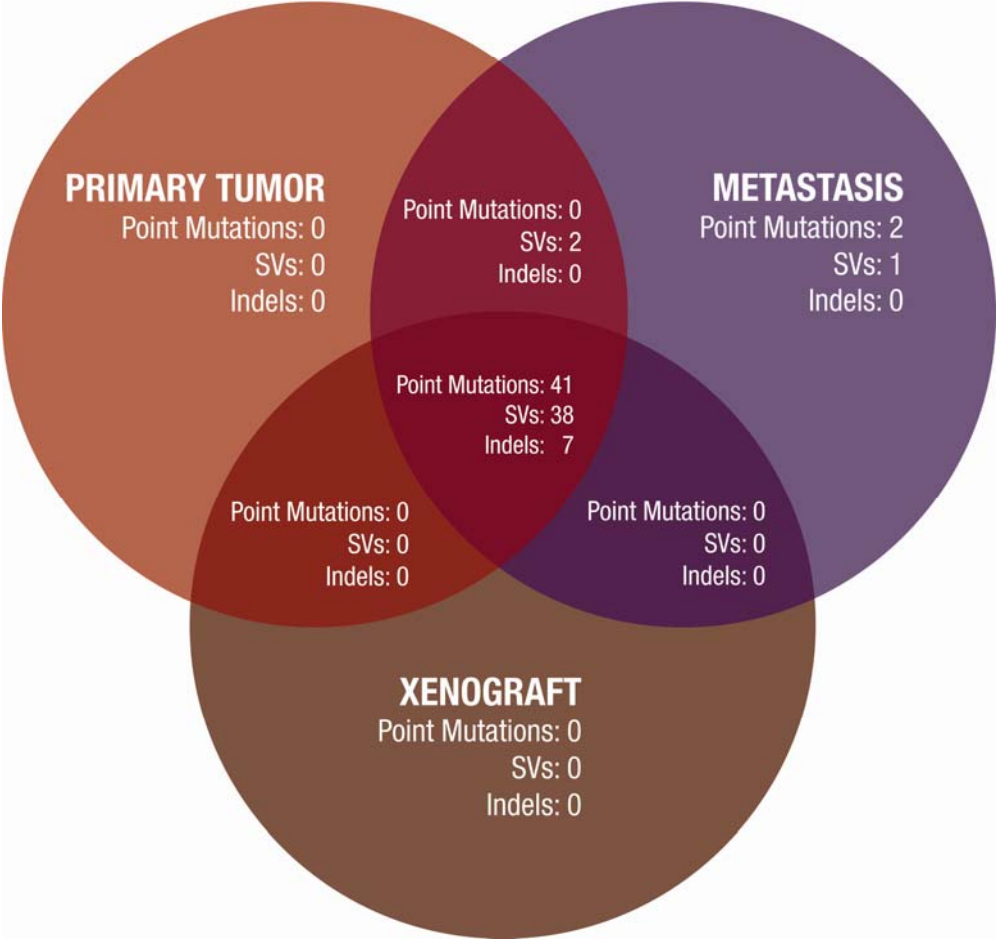 PRIMARY TUMOR
Point Mutations: 0
SVs: 0
Indels: 0
Point Mutations: 0
SVs: 2
Indels: 0
METASTASIS
Point Mutations: 2
SVs: 1
Indels: 0
Point Mutations: 41
SVs: 38
Indels: 7
Point Mutations: 0
SVs: 0
Indels: 0
Point Mutations: 0
SVs: 0
Indels: 0
XENOGRAFT
Point Mutations: 0
SVs: 0
Indels: 0